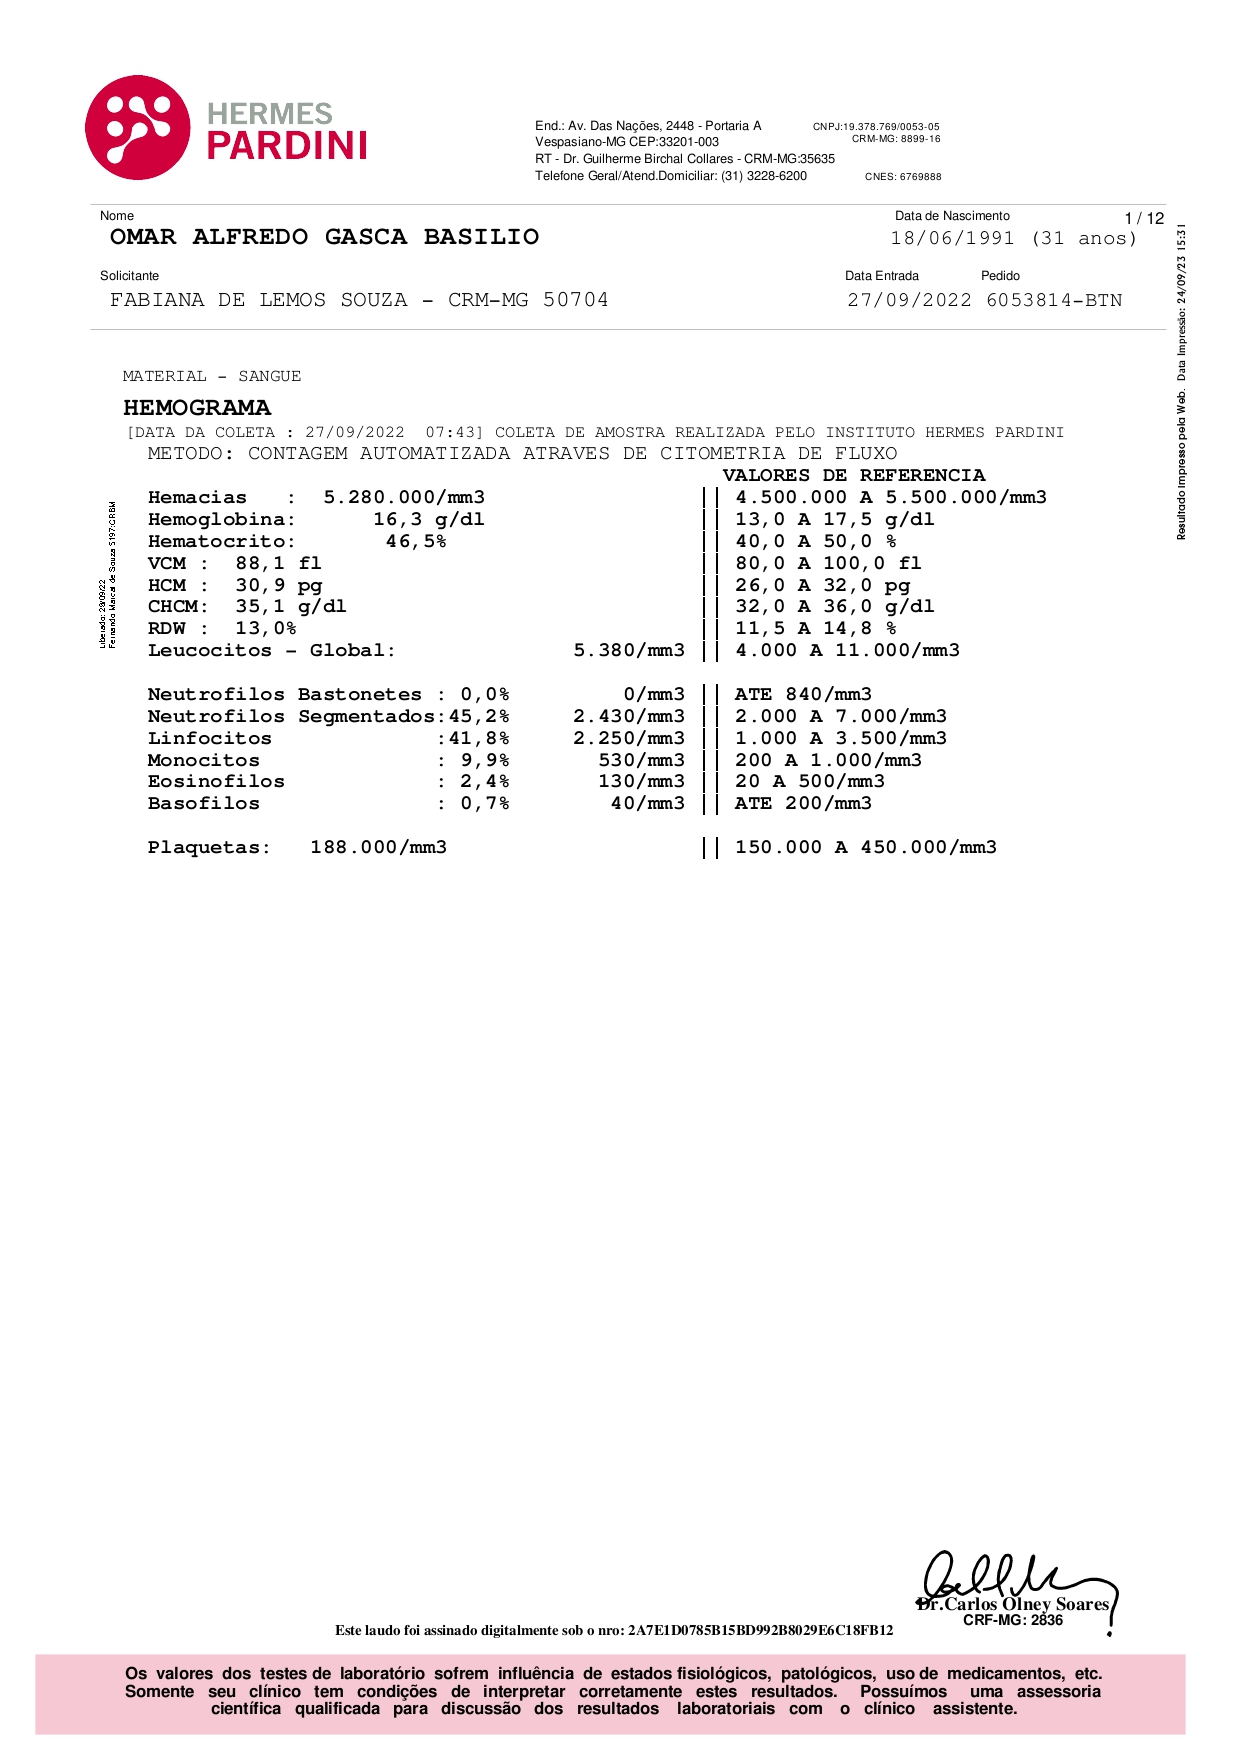 HERMES
PARDINI
End.: Av. Das Nações, 2448 - Portaria A CNPJ:19.378.769/0053-05
Vespasiano-MG CEP:33201-003 CRM-MG: 8899-16
RT - Dr. Guilherme Birchal Collares - CRM-MG:35635
Telefone Geral/Atend.Domiciliar: (31) 3228-6200 CNES: 6769888
Nome Data de Nascimento 1 / 12
OMAR ALFREDO GASCA BASILIO 18/06/1991 (31 anos)
Solicitante Data Entrada Pedido
FABIANA DE LEMOS SOUZA - CRM-MG 50704 27/09/2022 6053814-BTN
Resultado Impresso pela Web. Data Impressão: 24/09/23 15:31
MATERIAL - SANGUE
HEMOGRAMA
[DATA DA COLETA : 27/09/2022 07:43] COLETA DE AMOSTRA REALIZADA PELO INSTITUTO HERMES PARDINI
METODO: CONTAGEM AUTOMATIZADA ATRAVES DE CITOMETRIA DE FLUXO
VALORES DE REFERENCIA
Hemacias : 5.280.000/mm3 || 4.500.000 A 5.500.000/mm3
Hemoglobina: 16,3 g/dl || 13,0 A 17,5 g/dl
Hematocrito: 46,5% || 40,0 A 50,0 %
VCM : 88,1 fl || 80,0 A 100,0 fl
HCM : 30,9 pg || 26,0 A 32,0 pg
CHCM: 35,1 g/dl || 32,0 A 36,0 g/dl
RDW : 13,0% || 11,5 A 14,8 %
Leucocitos - Global: 5.380/mm3 || 4.000 A 11.000/mm3
Neutrofilos Bastonetes : 0,0% 0/mm3 || ATE 840/mm3
Neutrofilos Segmentados:45,2% 2.430/mm3 || 2.000 A 7.000/mm3
Linfocitos :41,8% 2.250/mm3 || 1.000 A 3.500/mm3
Monocitos : 9,9% 530/mm3 || 200 A 1.000/mm3
Eosinofilos : 2,4% 130/mm3 || 20 A 500/mm3
Basofilos : 0,7% 40/mm3 || ATE 200/mm3
Plaquetas: 188.000/mm3 || 150.000 A 450.000/mm3
Liberado: 28/09/22
Fernanda Marcal de Souza 5197:CRBM
Dr.Carlos Olney Soares
CRF-MG: 2836
Este laudo foi assinado digitalmente sob o nro: 2A7E1D0785B15BD992B8029E6C18FB12
Os valores dos testes de laboratório sofrem influência de estados fisiológicos, patológicos, uso de medicamentos, etc.
Somente seu clínico tem condições de interpretar corretamente estes resultados. Possuímos uma assessoria
científica qualificada para discussão dos resultados laboratoriais com o clínico assistente.